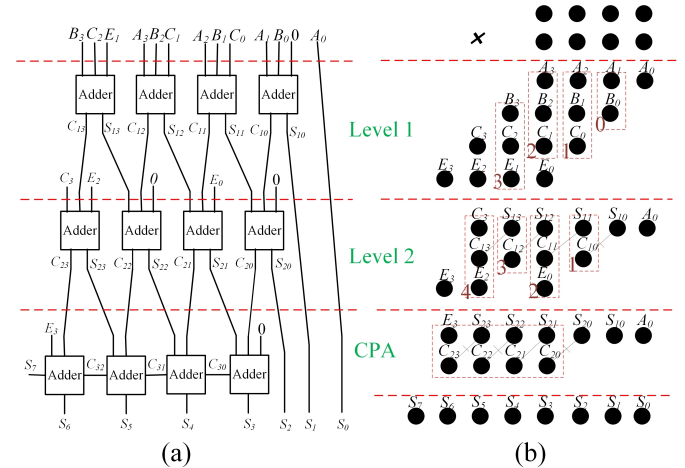 B3 C2 E1 A3 B2 C1 A2 B1 C0 A1 B0 0 A0
Adder Adder Adder Adder
C13 S13 C12 S12 C11 S11 C10 S10
C3 E2 0 E0 0
Adder Adder Adder Adder
C23 S23 C22 S22 C21 S21 C20 S20
E3 0
Adder Adder Adder Adder
S7 C32 C31 C30
S6 S5 S4 S3 S2 S1 S0
(a)
×
Level 1
A3 A2 A1 A0
B3 B2 B1 B0
0
C3 C2 C1 C0
2 1
E3 E2 E1 E0
3
Level 2
C3 S13 S12 S11 S10 A0
C13 C12 C11 C10
3 1
E3 E2 E0
4 2
CPA
E3 S23 S22 S21 S20 S10 A0
C23 C22 C21 C20
S7 S6 S5 S4 S3 S2 S1 S0
(b)